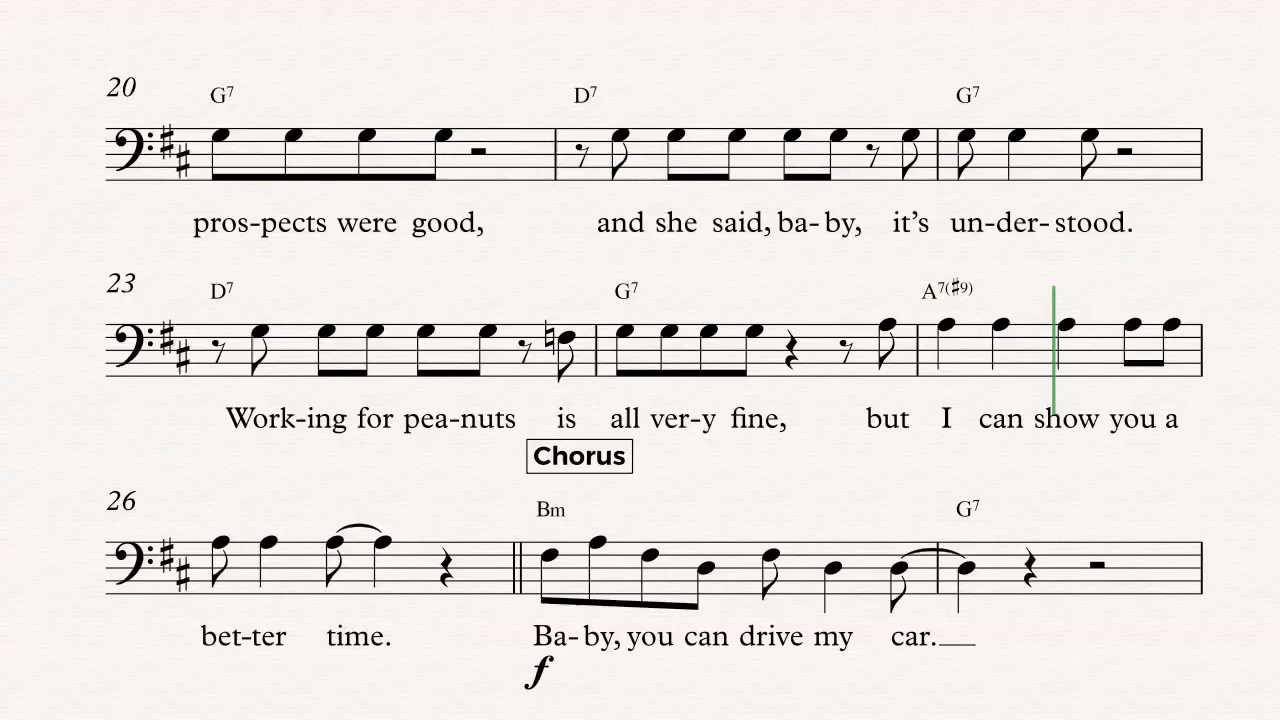 20
G7 D7 G7
pros-pects were good, and she said, ba-by, it's un-der-stood.
23
D7 G7 A7(♯9)
Work-ing for pea-nuts is all ver-y fine, but I can show you a
Chorus
26
Bm G7
bet-ter time. Ba-by, you can drive my car.
f